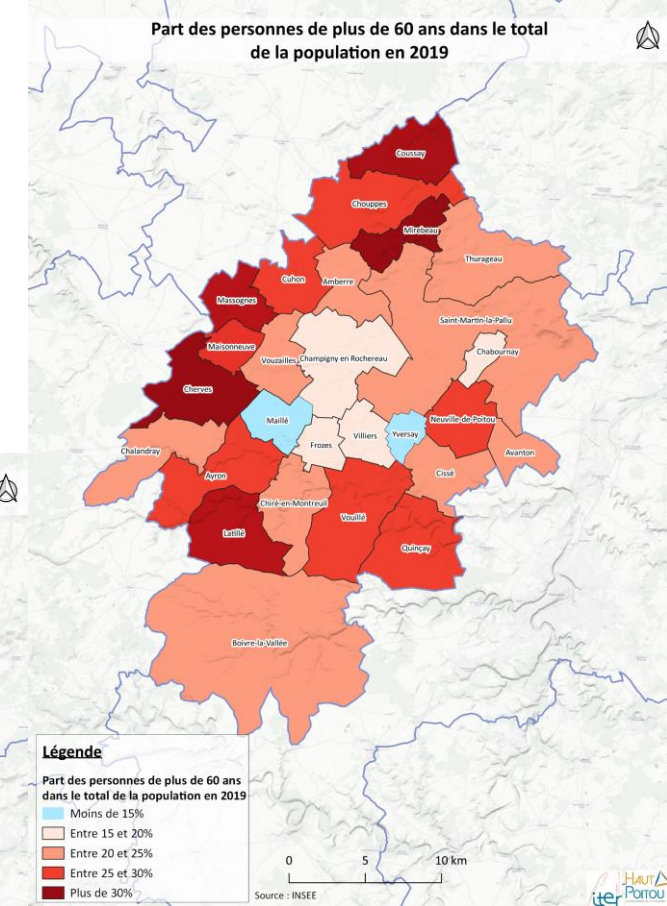 Part des personnes de plus de 60 ans dans le total
de la population en 2019
Coussay
Chouppes
Mirebeau
Thurageau
Cuhon
Amberre
Massognes
Saint-Martin-la-Pallu
Maisonneuve
Vouzailles
Champigny en Rochereau
Chabournay
Cherves
Maillé
Frozes
Villiers
Yversay
Neuville-de-Poitou
Chalandray
Avanton
Ayron
Cissé
Chiré-en-Montreuil
Latillé
Vouillé
Quinçay
Boivre-la-Vallée
Légende
Part des personnes de plus de 60 ans
dans le total de la population en 2019
Moins de 15%
Entre 15 et 20%
Entre 20 et 25%
Entre 25 et 30%
Plus de 30%
0 5 10 km
Source : INSEE
iter
HAUT
POITOU